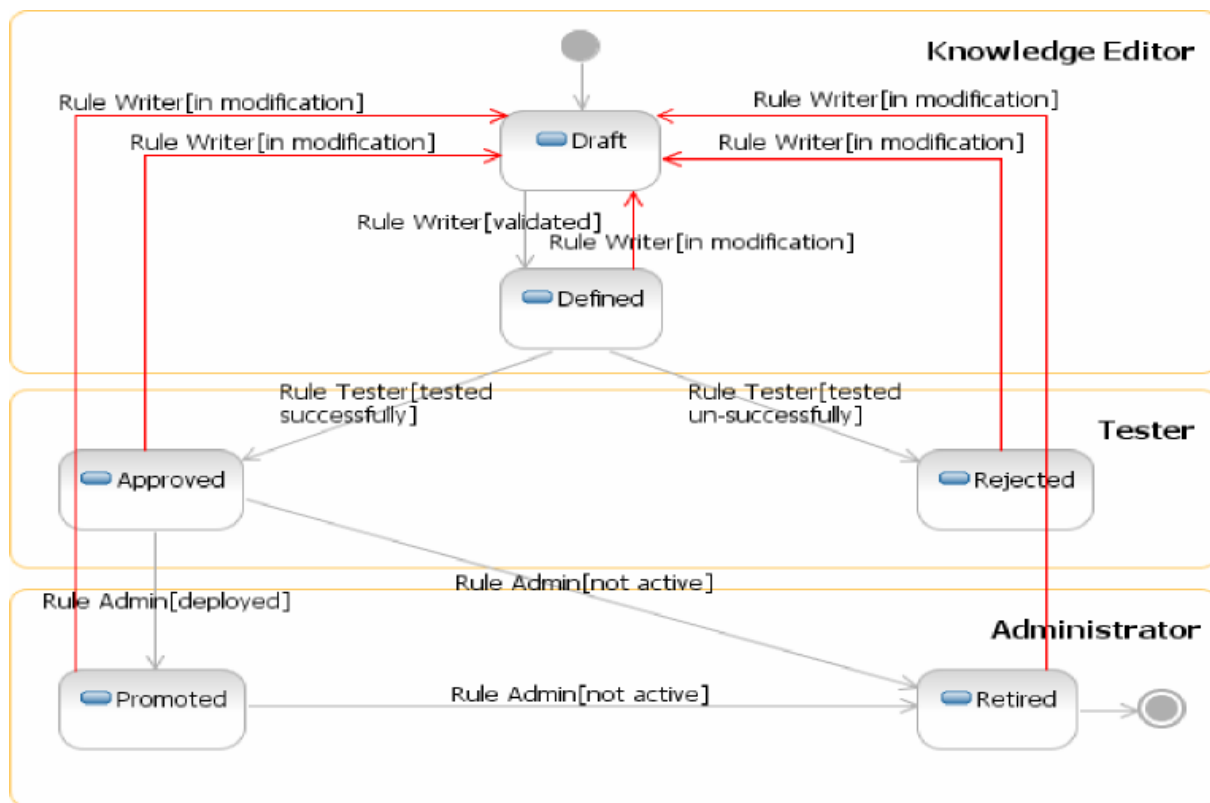 Knowledge Editor
Rule Writer[in modification]
Rule Writer[in modification]
Rule Writer[in modification]
Draft
Rule Writer[in modification]
Rule Writer[validated]
Rule Writer[in modification]
Defined
Rule Tester[tested
successfully]
Rule Tester[tested
un-successfully]
Tester
Approved
Rejected
Rule Admin[not active]
Rule Admin[deployed]
Administrator
Promoted
Rule Admin[not active]
Retired